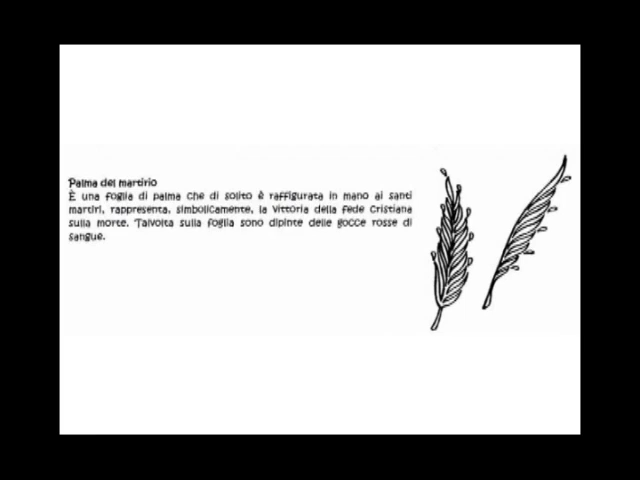 Palma del martirio
È una foglia di palma che di solito è raffigurata in mano ai santi
martiri, rappresenta, simbolicamente, la vittoria della fede Cristiana
sulla morte. Talvolta sulla foglia sono dipinte delle gocce rosse di
sangue.